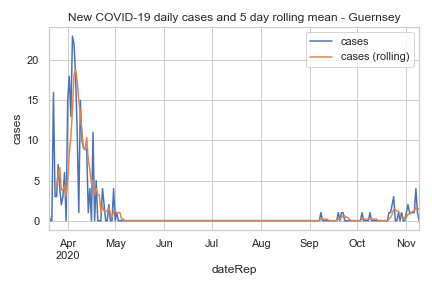 New COVID-19 daily cases and 5 day rolling mean - Guernsey
cases
cases (rolling)
cases
20
15
10
5
0
Apr May Jun Jul Aug Sep Oct Nov
2020
dateRep